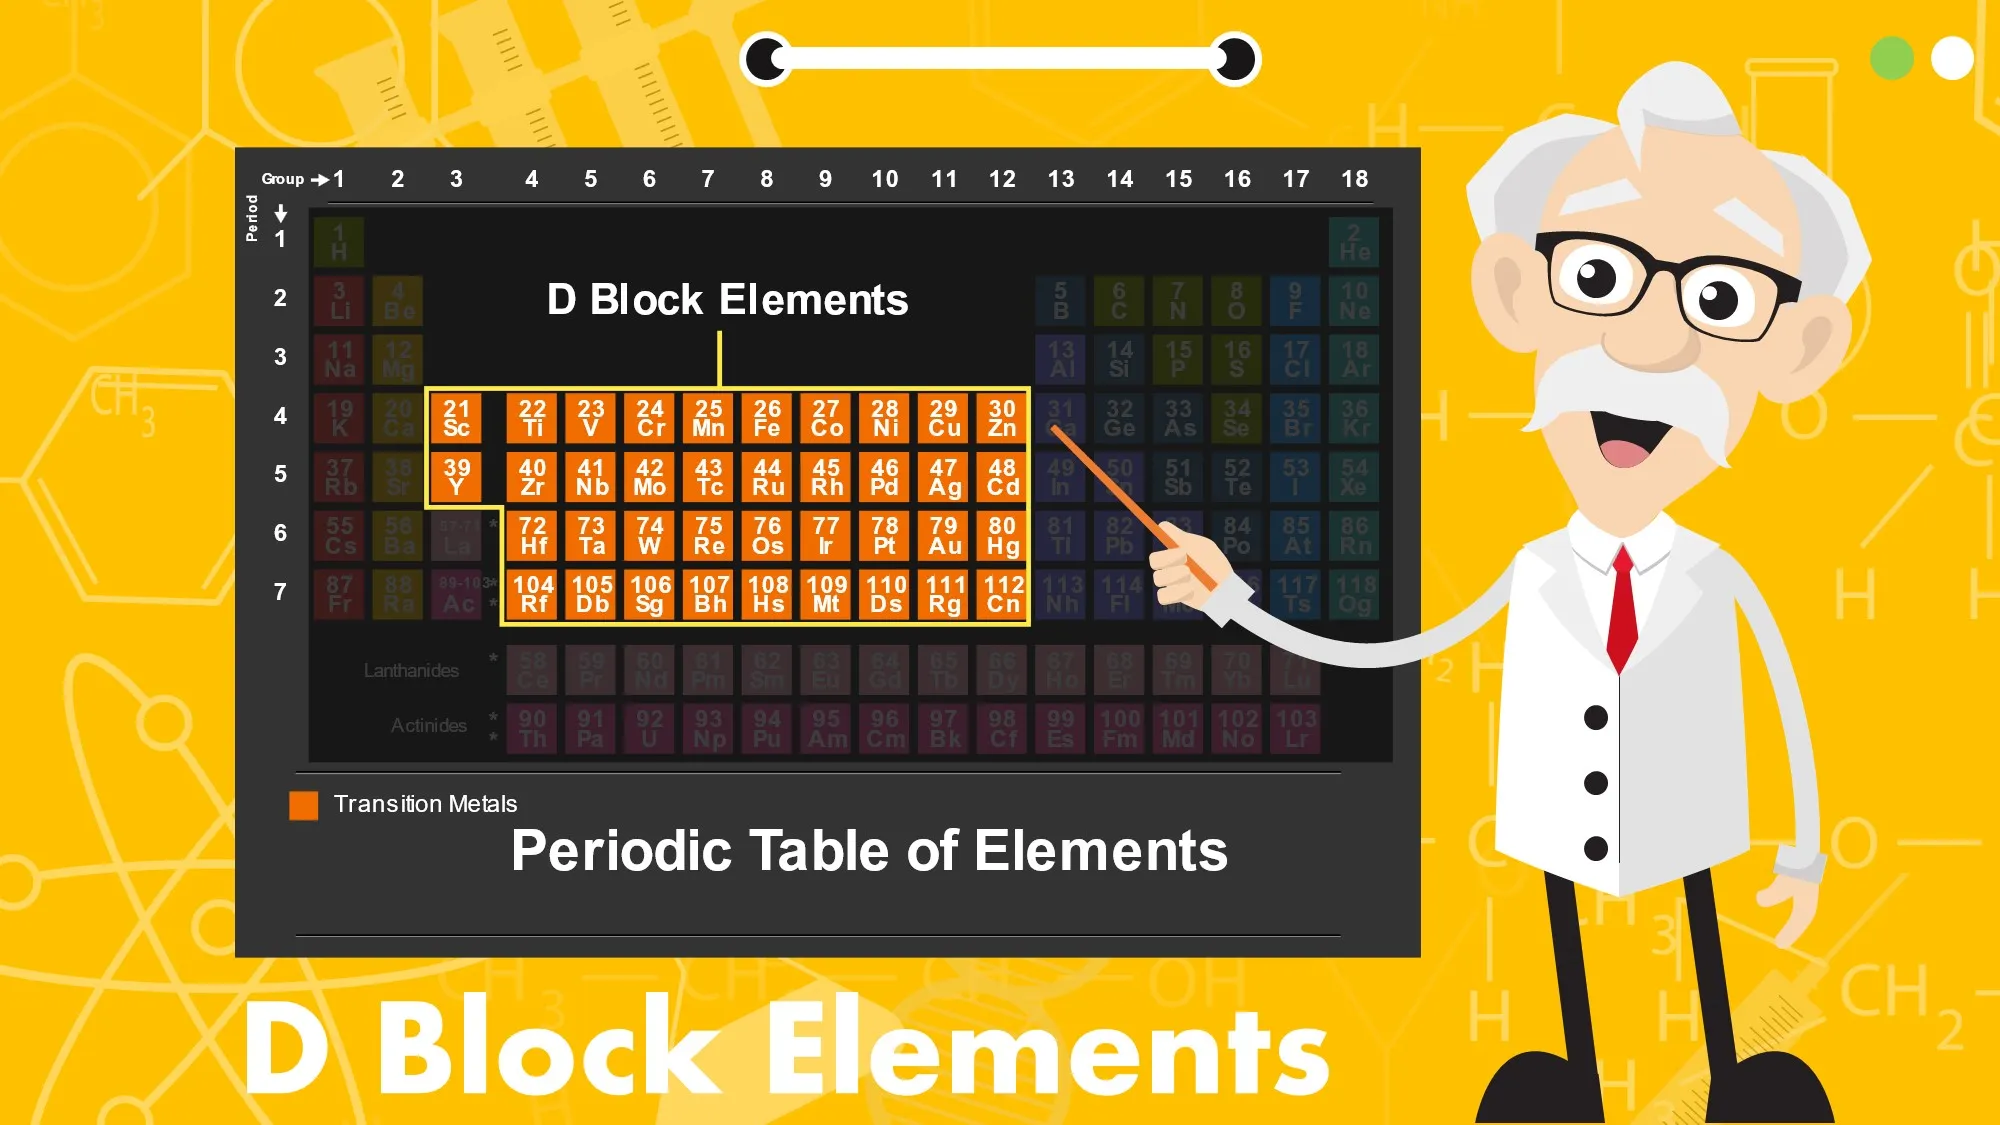 Group 1 2 3 4 5 6 7 8 9 10 11 12 13 14 15 16 17 18
Period
1 1 2
H He
D Block Elements
2 3 4 5 6 7 8 9 10
Li Be B C N O F Ne
3 11 12 13 14 15 16 17 18
Na Mg Al Si P S Cl Ar
4 19 20 21 22 23 24 25 26 27 28 29 30 31 32 33 34 35 36
K Ca Sc Ti V Cr Mn Fe Co Ni Cu Zn Ge As Se Br Kr
5 37 38 39 40 41 42 43 44 45 46 47 48 49 50 51 52 53 54
Rb Sr Y Zr Nb Mo Tc Ru Rh Pd Ag Cd In Sb Te I Xe
6 55 56 57-71 * 72 73 74 75 76 77 78 79 80 81 82 84 85 86
Cs Ba La Hf Ta W Re Os Ir Pt Au Hg Tl Pb Po At Rn
7 87 88 89-103 * 104 105 106 107 108 109 110 111 112 113 114 117 118
Fr Ra Ac * Rf Db Sg Bh Hs Mt Ds Rg Cn Nh Fl Ts Og
Lanthanides * 58 59 60 61 62 63 64 65 66 67 68 69 70 71
Ce Pr Nd Pm Sm Eu Gd Tb Dy Ho Er Tm Yb Lu
Actinides * * 90 91 92 93 94 95 96 97 98 99 100 101 102 103
Th Pa U Np Pu Am Cm Bk Cf Es Fm Md No Lr
Transition Metals
Periodic Table of Elements
D Block Elements